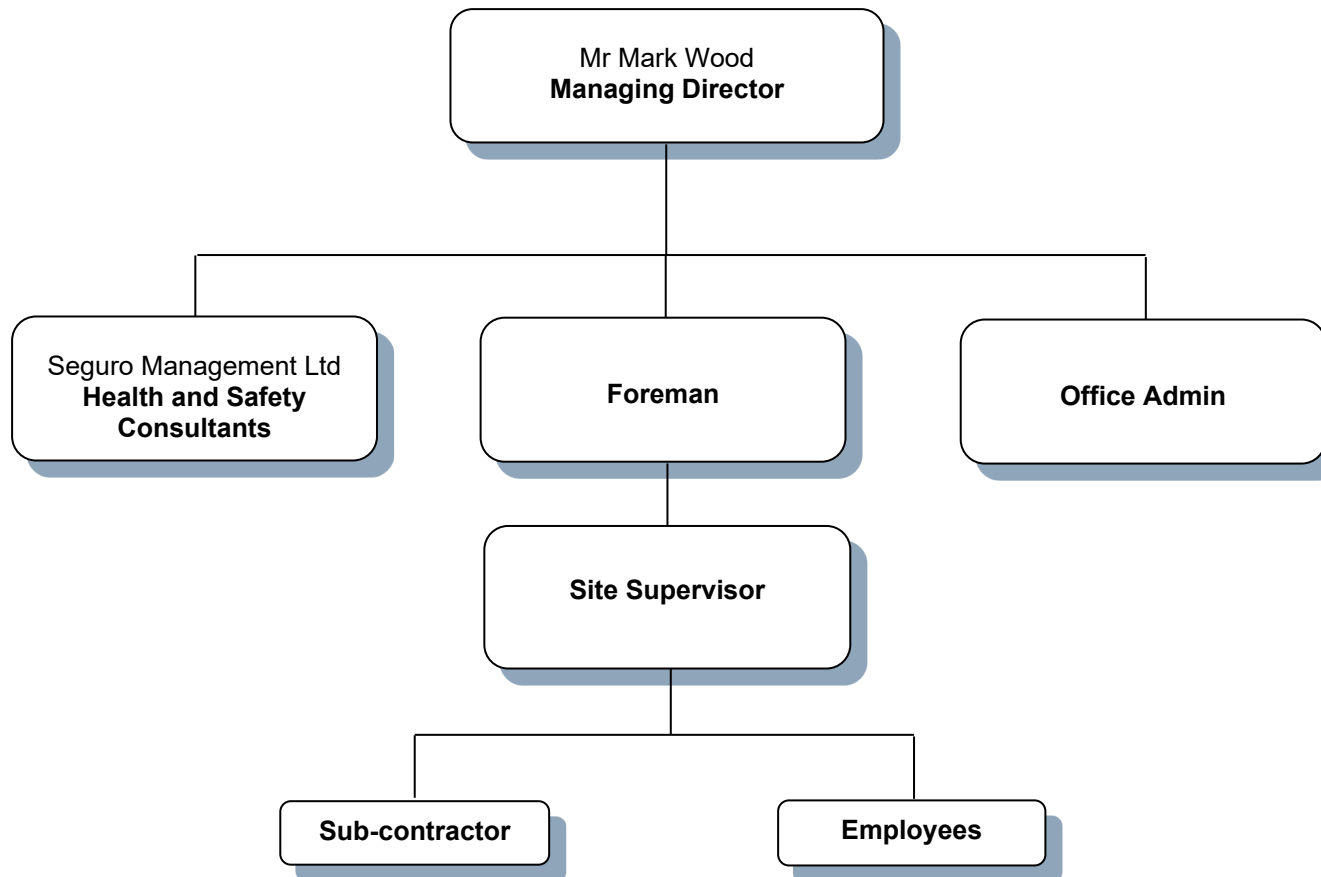 Mr Mark Wood
Managing Director
Seguro Management Ltd
Health and Safety
Consultants
Foreman
Office Admin
Site Supervisor
Sub-contractor
Employees